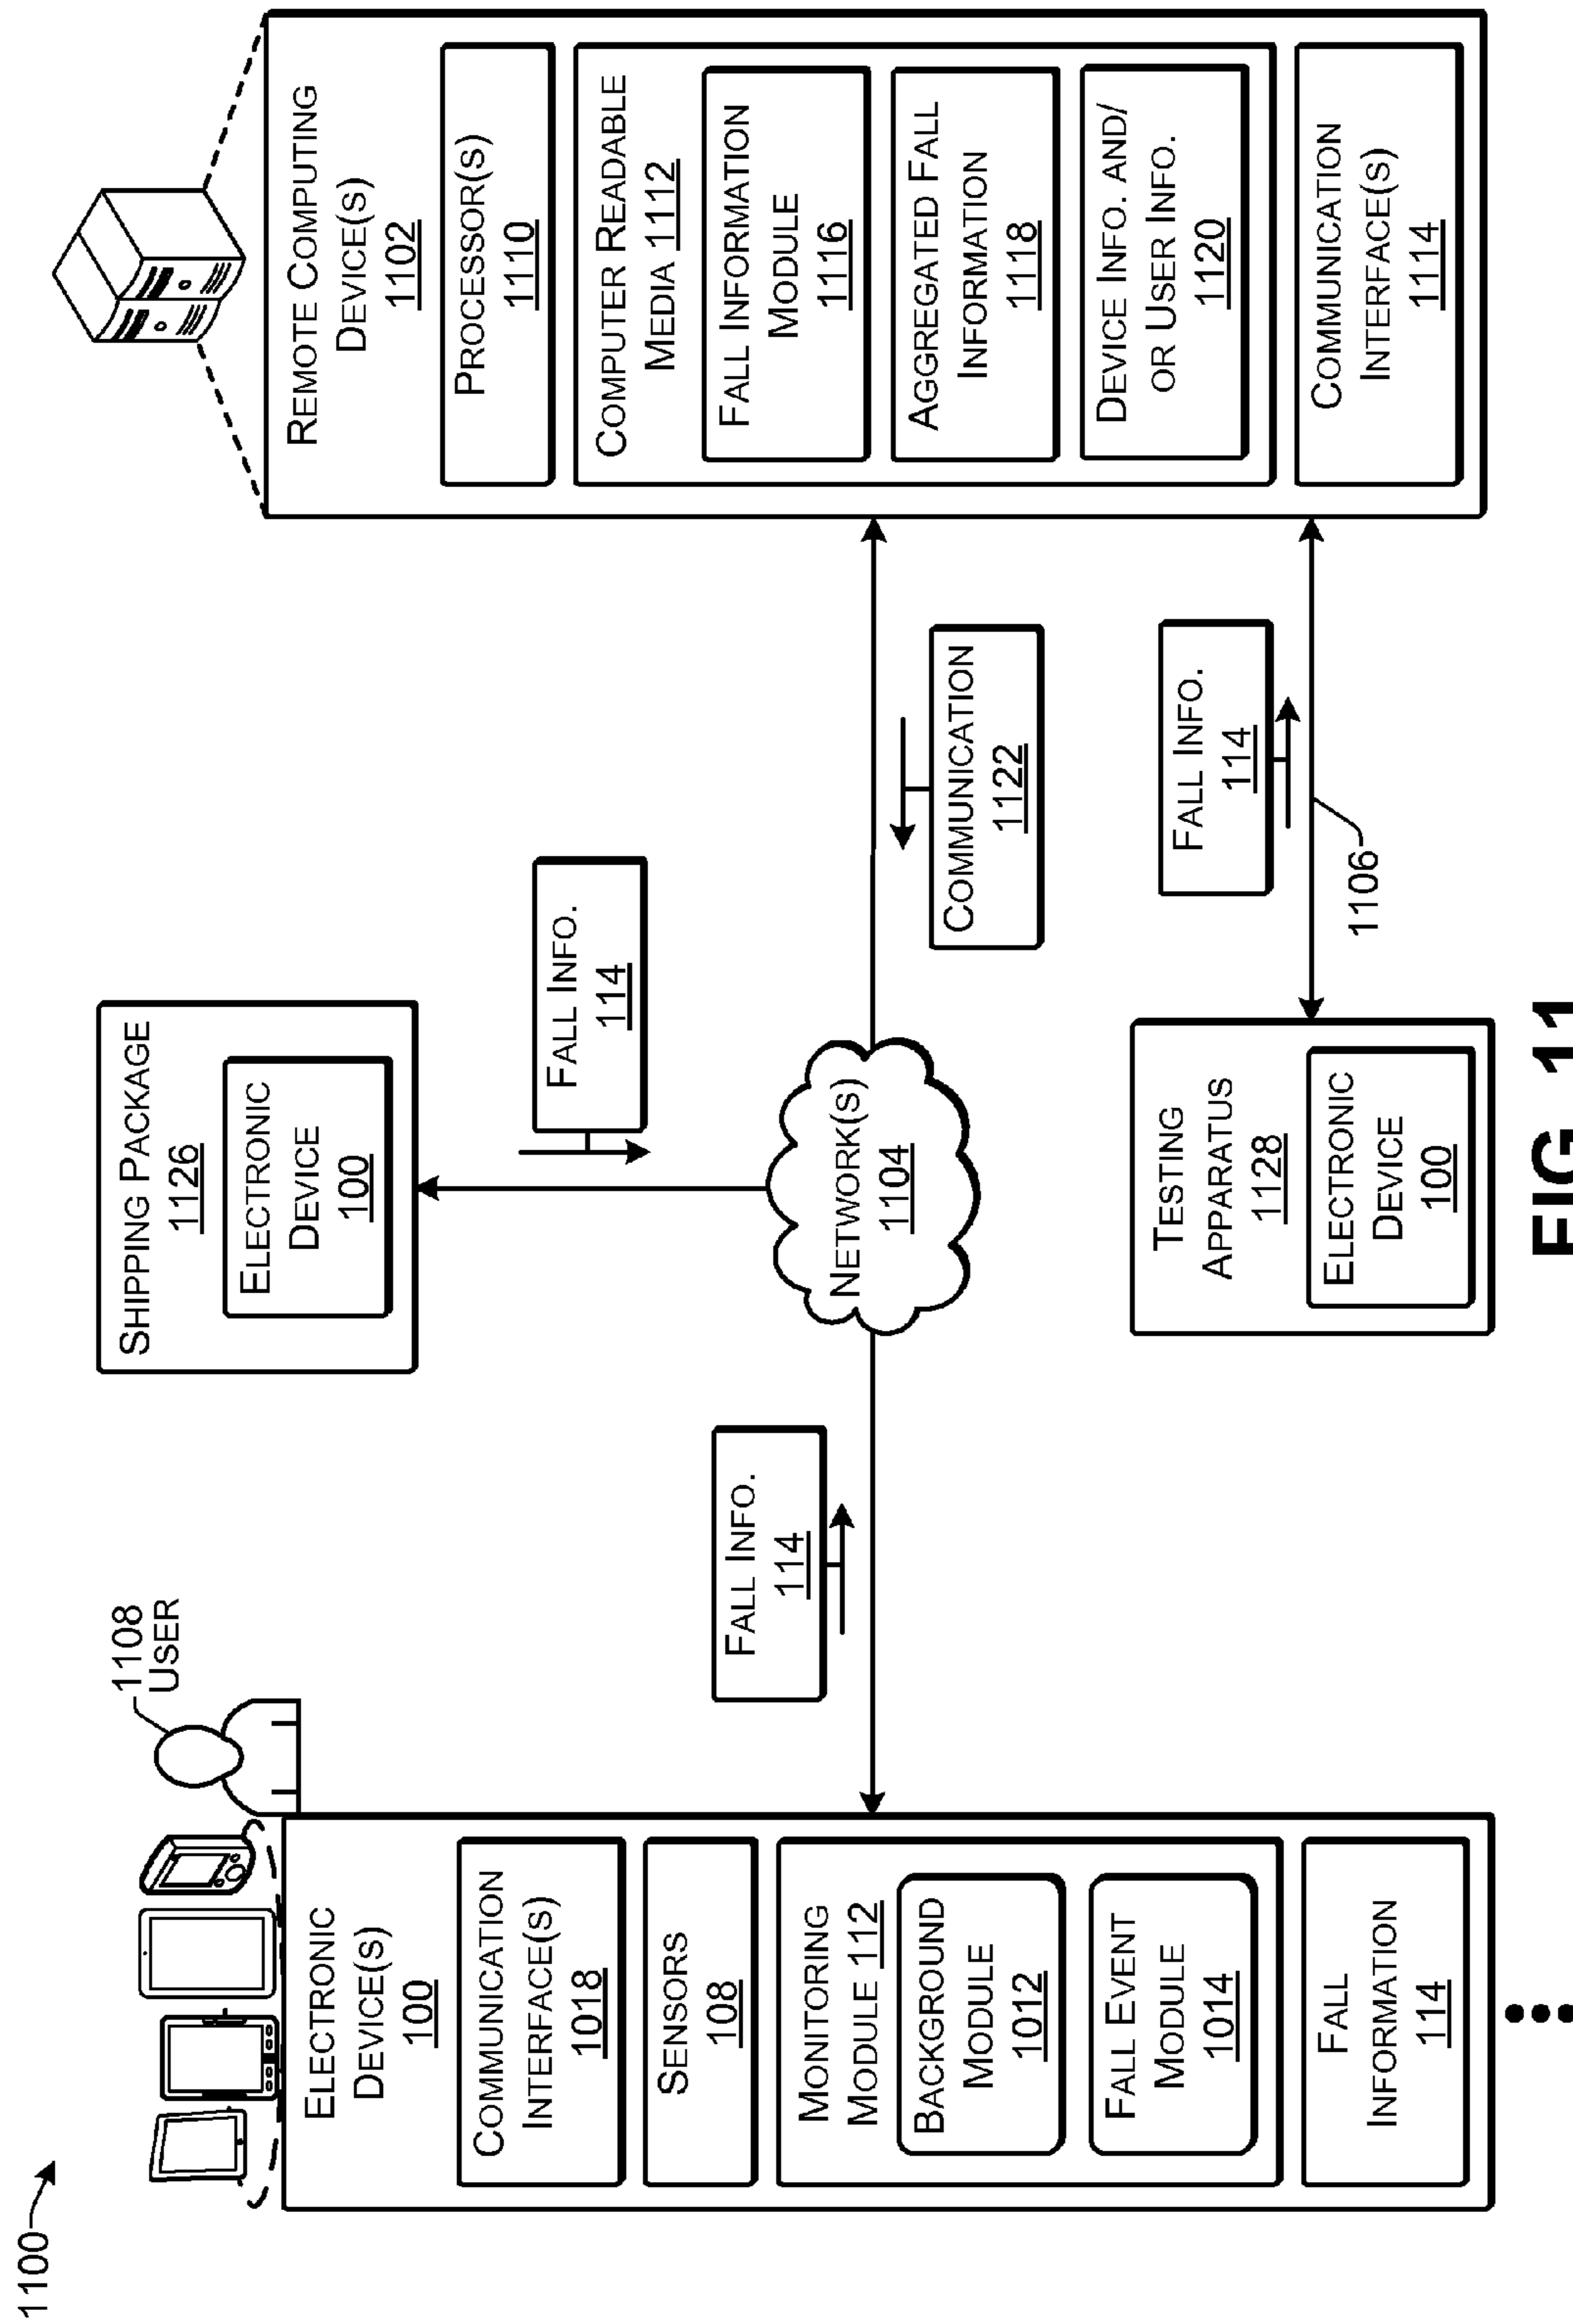 1100
1108
USER
ELECTRONIC
DEVICE(S)
100
COMMUNICATION
INTERFACE(S)
1018
SENSORS
108
MONITORING
MODULE 112
BACKGROUND
MODULE
1012
FALL EVENT
MODULE
1014
FALL
INFORMATION
114
FALL INFO.
114
SHIPPING PACKAGE
1126
ELECTRONIC
DEVICE
100
FALL INFO.
114
NETWORK(S)
1104
COMMUNICATION
1122
TESTING
APPARATUS
1128
ELECTRONIC
DEVICE
100
FALL INFO.
114
1106
REMOTE COMPUTING
DEVICE(S)
1102
PROCESSOR(S)
1110
COMPUTER READABLE
MEDIA 1112
FALL INFORMATION
MODULE
1116
AGGREGATED FALL
INFORMATION
1118
DEVICE INFO. AND/
OR USER INFO.
1120
COMMUNICATION
INTERFACE(S)
1114
FIG. 11